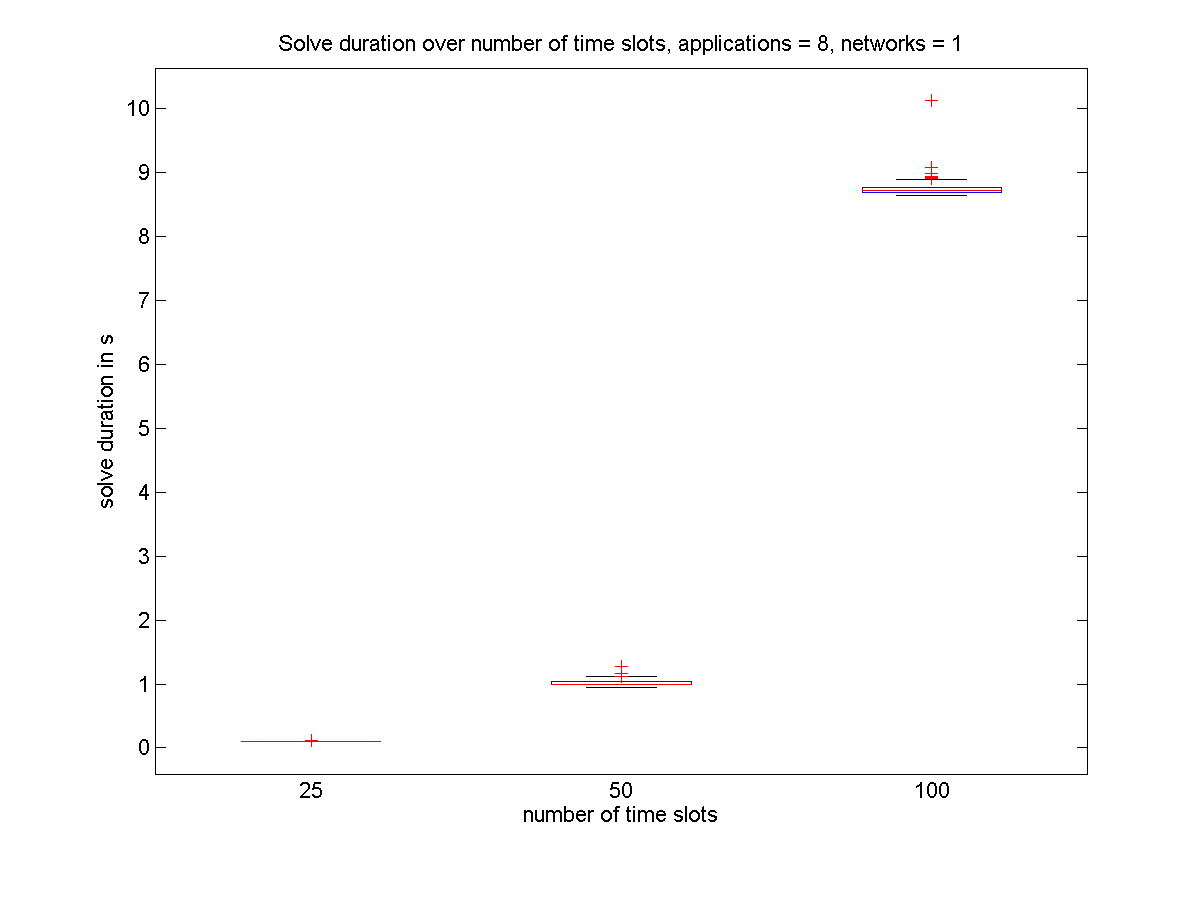 Solve duration over number of time slots, applications = 8, networks = 1
10
9
8
7
6
5
4
3
2
1
0
solve duration in s
25 50 100
number of time slots